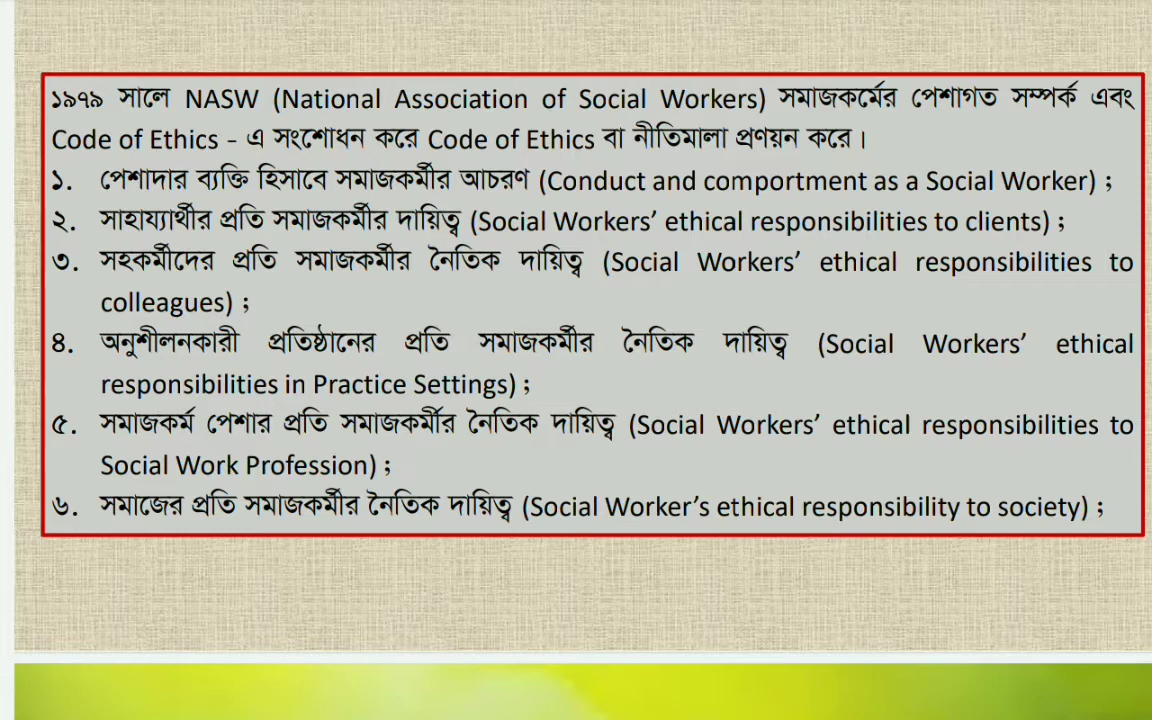 ১৯৭৯ সালে NASW (National Association of Social Workers) সমাজকর্মের পেশাগত সম্পর্ক এবং
Code of Ethics - এ সংশোধন করে Code of Ethics বা নীতিমালা প্রণয়ন করে।
১. পেশাদার ব্যক্তি হিসাবে সমাজকর্মীর আচরণ (Conduct and comportment as a Social Worker) ;
২. সাহায্যার্থীর প্রতি সমাজকর্মীর দায়িত্ব (Social Workers’ ethical responsibilities to clients) ;
৩. সহকর্মীদের প্রতি সমাজকর্মীর নৈতিক দায়িত্ব (Social Workers’ ethical responsibilities to
colleagues) ;
৪. অনুশীলনকারী প্রতিষ্ঠানের প্রতি সমাজকর্মীর নৈতিক দায়িত্ব (Social Workers’ ethical
responsibilities in Practice Settings) ;
৫. সমাজকর্ম পেশার প্রতি সমাজকর্মীর নৈতিক দায়িত্ব (Social Workers’ ethical responsibilities to
Social Work Profession) ;
৬. সমাজের প্রতি সমাজকর্মীর নৈতিক দায়িত্ব (Social Worker’s ethical responsibility to society) ;